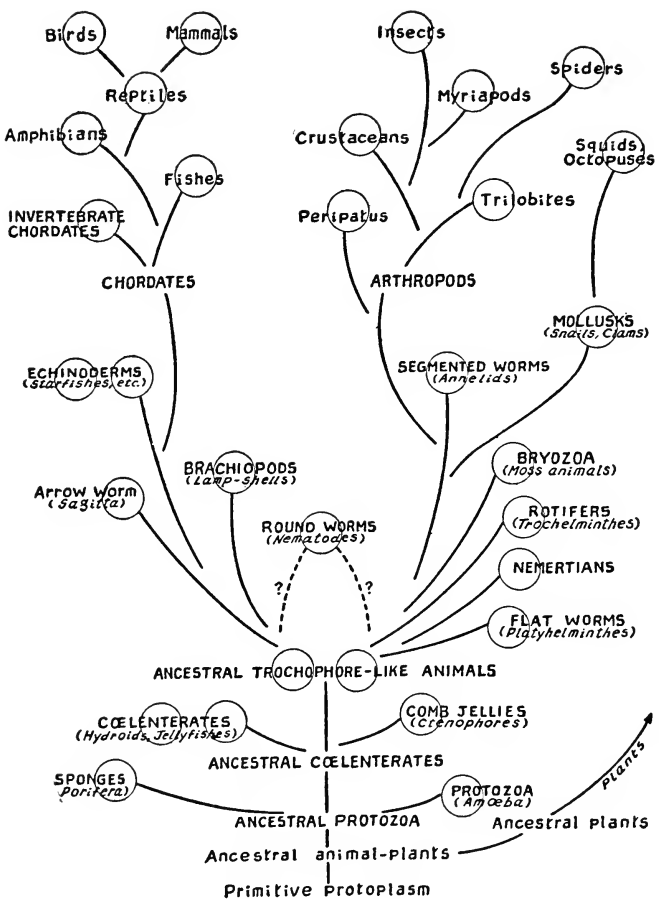 Birds
Mammals
Insects
Reptiles
Myriapods
Spiders
Amphibians
Crustaceans
Squids,
Octopuses
Fishes
Trilobites
INVERTEBRATE
CHORDATES
Peripatus
CHORDATES
ARTHROPODS
MOLLUSKS
(Snails, Clams)
ECHINODERMS
(Starfishes, etc.)
SEGMENTED WORMS
(Annelids)
BRACHIOPODS
(Lamp-shells)
BRYOZOA
(Moss animals)
Arrow Worm
(Sagitta)
ROUND WORMS
(Nematodes)
ROTIFERS
(Trochelminthes)
NEMERTIANS
?
?
FLAT WORMS
(Platyhelminthes)
ANCESTRAL TROCHOPHORE-LIKE ANIMALS
CŒLENTERATES
(Hydroids, Jellyfishes)
COMB JELLIES
(Ctenophores)
ANCESTRAL CŒLENTERATES
Plants
SPONGES
Porifera)
PROTOZOA
(Amœba)
ANCESTRAL PROTOZOA
Ancestral plants
Ancestral animal-plants
Primitive protoplasm